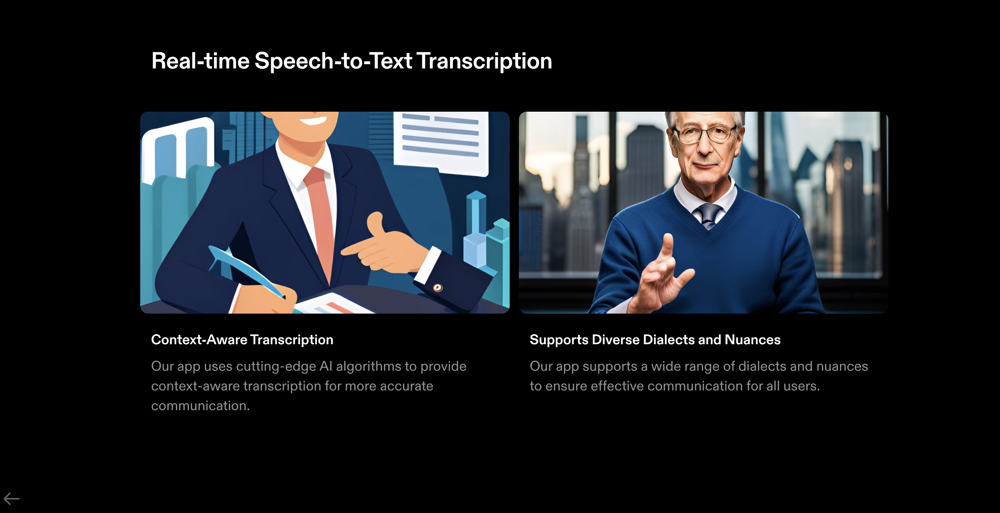 Real-time Speech-to-Text Transcription
Context-Aware Transcription
Our app uses cutting-edge AI algorithms to provide
context-aware transcription for more accurate
communication.
Supports Diverse Dialects and Nuances
Our app supports a wide range of dialects and nuances
to ensure effective communication for all users.